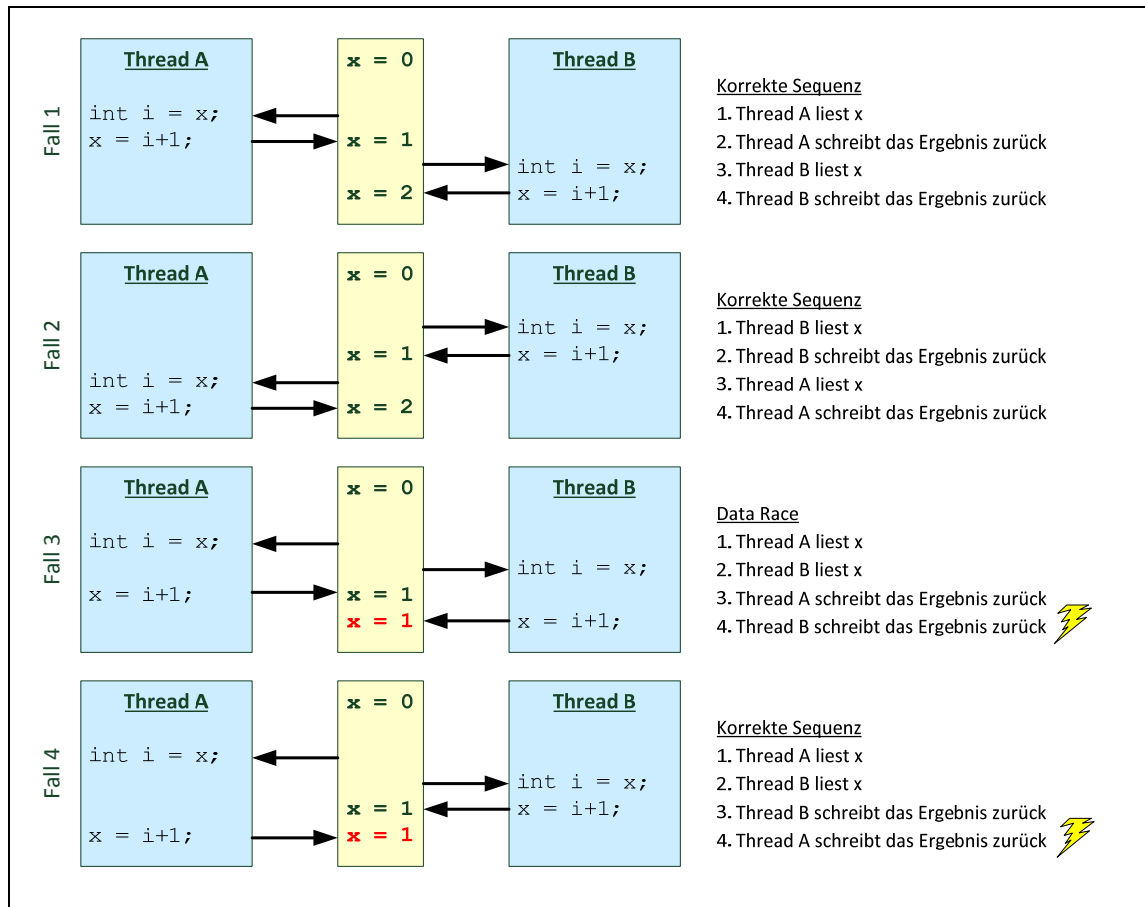 Fall 1
Thread A
int i = x;
x = i+1;
x = 0
x = 1
x = 2
Thread B
int i = x;
x = i+1;
Korrekte Sequenz
1. Thread A liest x
2. Thread A schreibt das Ergebnis zurück
3. Thread B liest x
4. Thread B schreibt das Ergebnis zurück
Fall 2
Thread A
int i = x;
x = i+1;
x = 0
x = 1
x = 2
Thread B
int i = x;
x = i+1;
Korrekte Sequenz
1. Thread B liest x
2. Thread B schreibt das Ergebnis zurück
3. Thread A liest x
4. Thread A schreibt das Ergebnis zurück
Fall 3
Thread A
int i = x;
x = i+1;
x = 0
x = 1
x = 1
Thread B
int i = x;
x = i+1;
Data Race
1. Thread A liest x
2. Thread B liest x
3. Thread A schreibt das Ergebnis zurück
4. Thread B schreibt das Ergebnis zurück
Fall 4
Thread A
int i = x;
x = i+1;
x = 0
x = 1
x = 1
Thread B
int i = x;
x = i+1;
Korrekte Sequenz
1. Thread A liest x
2. Thread B liest x
3. Thread B schreibt das Ergebnis zurück
4. Thread A schreibt das Ergebnis zurück